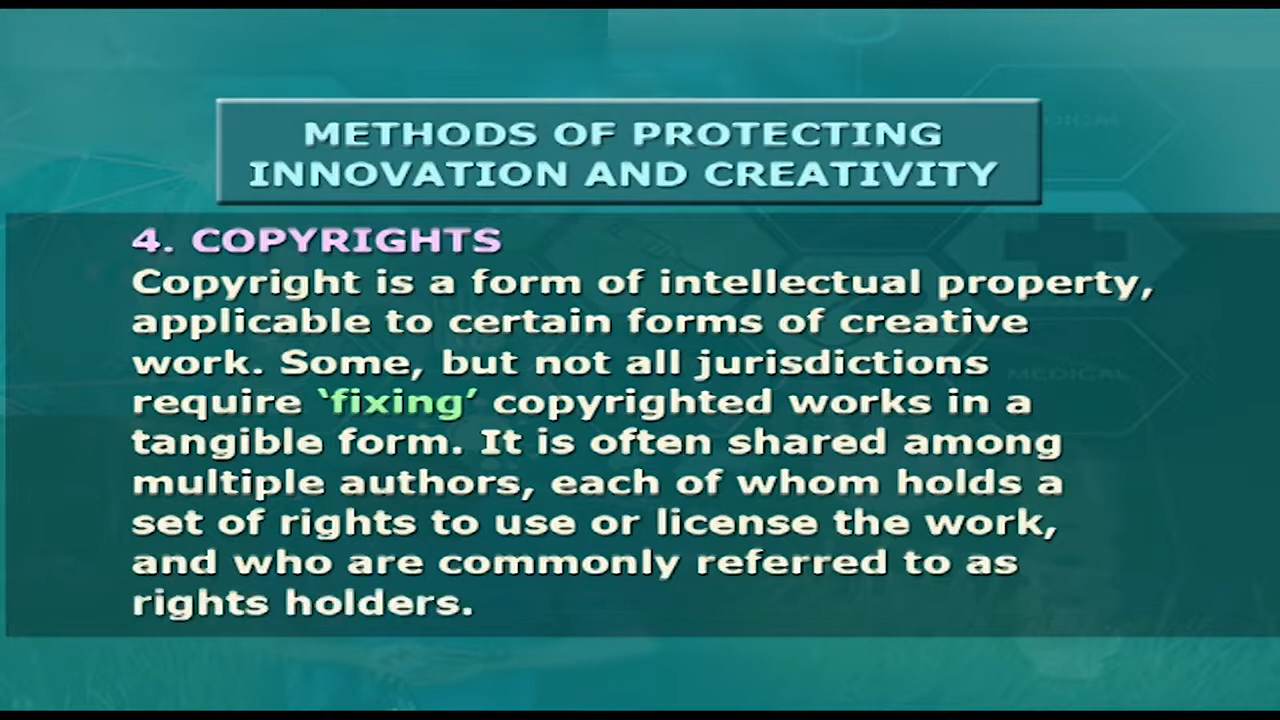 METHODS OF PROTECTING
INNOVATION AND CREATIVITY
4. COPYRIGHTS
Copyright is a form of intellectual property,
applicable to certain forms of creative
work. Some, but not all jurisdictions
require ‘fixing’ copyrighted works in a
tangible form. It is often shared among
multiple authors, each of whom holds a
set of rights to use or license the work,
and who are commonly referred to as
rights holders.
MEDICAL